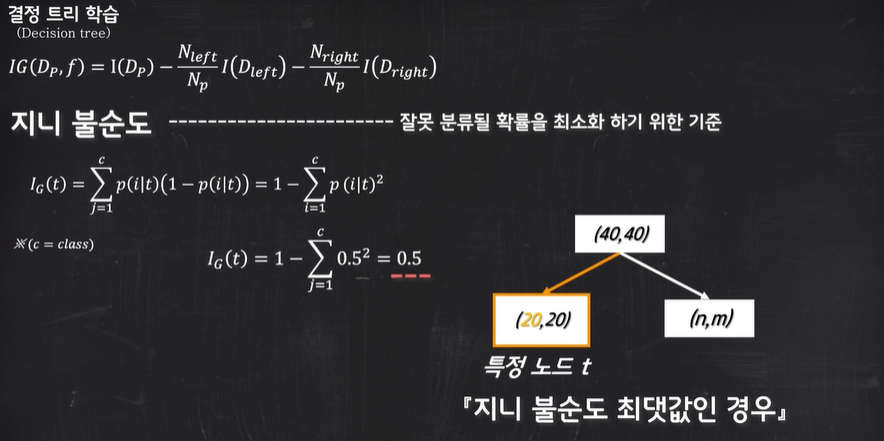 결정 트리 학습
(Decision tree)
IG(D_P, f) = I(D_P) − \frac{N_{left}}{N_p} I(D_{left}) − \frac{N_{right}}{N_p} I(D_{right})
지니 불순도 ----------------------- 잘못 분류될 확률을 최소화 하기 위한 기준
I_G(t) = \sum_{j=1}^{c} p(i|t)(1 − p(i|t)) = 1 − \sum_{i=1}^{c} p(i|t)^2
※(c = class)
I_G(t) = 1 − \sum_{j=1}^{c} 0.5^2 = 0.5
(40,40)
(20,20)
(n,m)
특정 노드 t
『지니 불순도 최댓값인 경우』